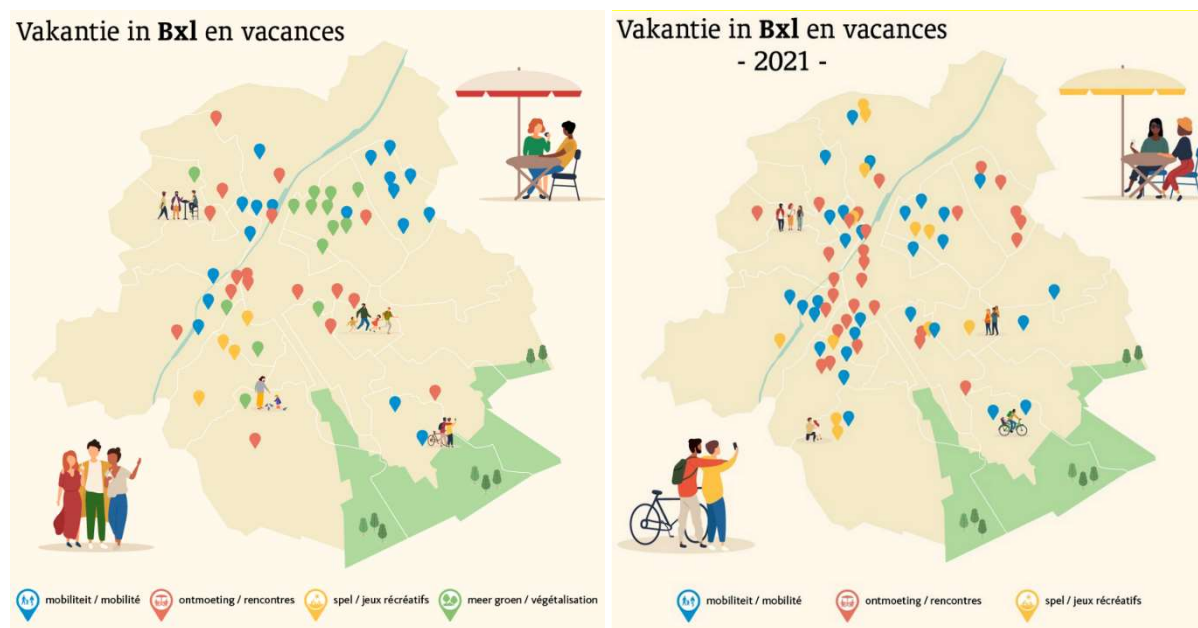 Vakantie in Bxl en vacances
mobiliteit / mobilité
ontmoeting / rencontres
spel / jeux récréatifs
meer groen / végétalisation
Vakantie in Bxl en vacances
- 2021 -
mobiliteit / mobilité
ontmoeting / rencontres
spel / jeux récréatifs